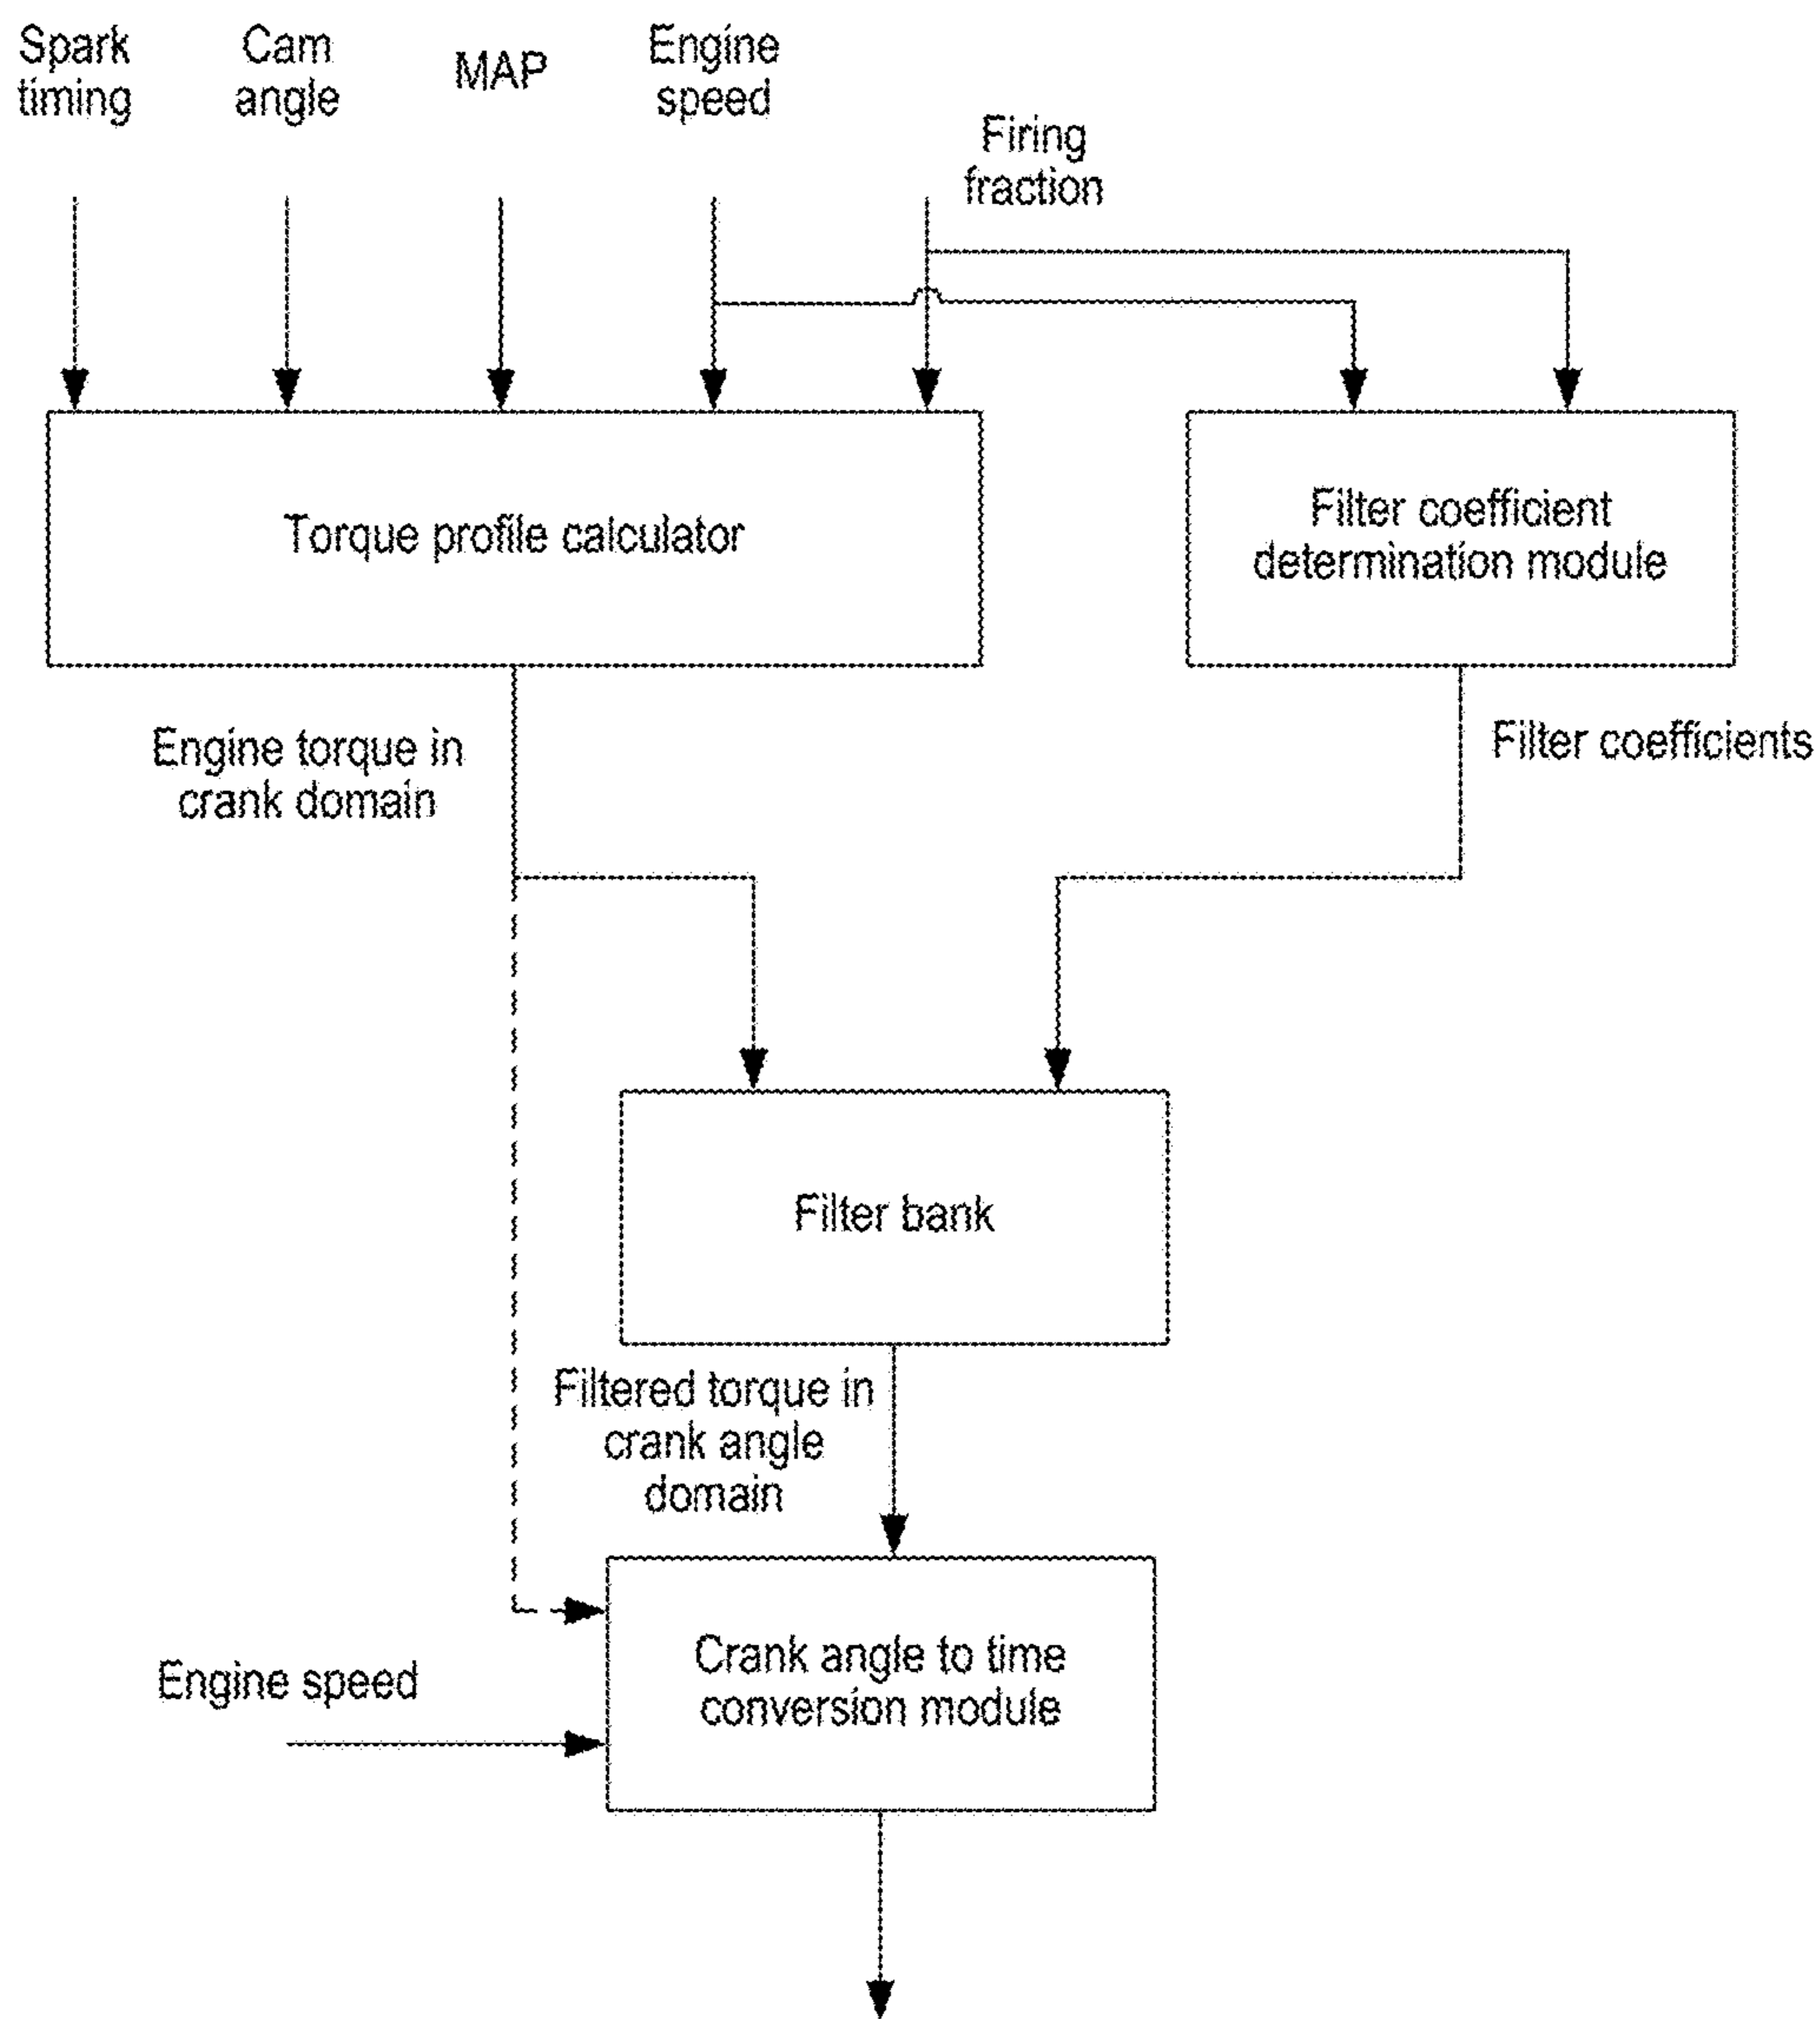 Spark
timing
Cam
angle
MAP
Engine
speed
Firing
fraction
Torque profile calculator
Filter coefficient
determination module
Engine torque in
crank domain
Filter coefficients
Filter bank
Filtered torque in
crank angle
domain
Crank angle to time
conversion module
Engine speed